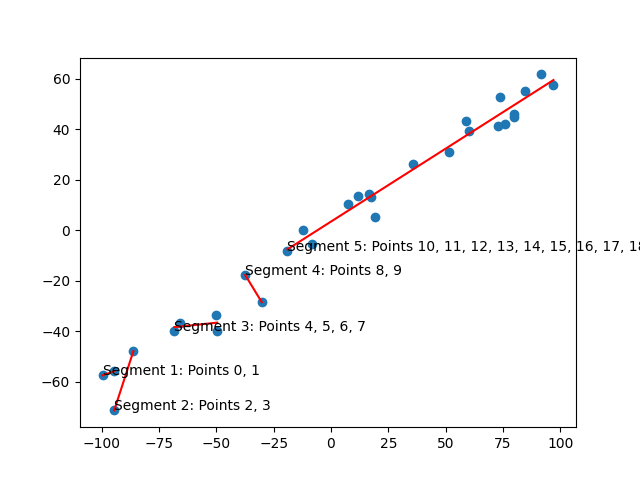 60
40
20
0
−20
−40
−60
Segment 5: Points 10, 11, 12, 13, 14, 15, 16, 17, 18
Segment 4: Points 8, 9
Segment 3: Points 4, 5, 6, 7
Segment 1: Points 0, 1
Segment 2: Points 2, 3
−100 −75 −50 −25 0 25 50 75 100